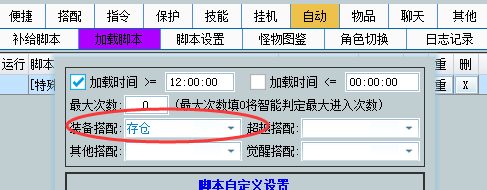 便捷 搭配 指令 保护 技能 挂机 自动 物品 聊天 其他
补给脚本 加载脚本 脚本设置 怪物图鉴 角色切换 日志记录
运行 脚本 重 删
[特殊 重 X
加载时间 >= 12:00:00 加载时间 <= 00:00:00
最大次数: 0 (最大次数填0将智能判定最大进入次数)
装备搭配: 存仓 超越搭配:
其他搭配: 觉醒搭配:
脚本自定义设置